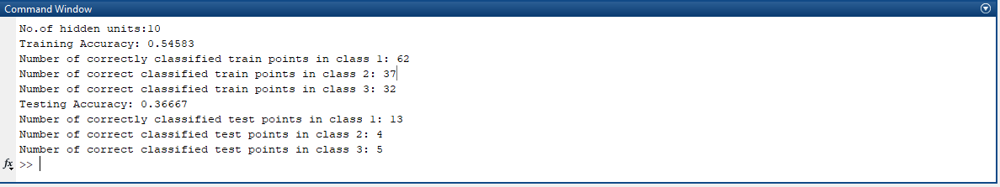 Command Window
No.of hidden units:10
Training Accuracy: 0.54583
Number of correctly classified train points in class 1: 62
Number of correct classified train points in class 2: 37
Number of correct classified train points in class 3: 32
Testing Accuracy: 0.36667
Number of correctly classified test points in class 1: 13
Number of correct classified test points in class 2: 4
Number of correct classified test points in class 3: 5
fx >>